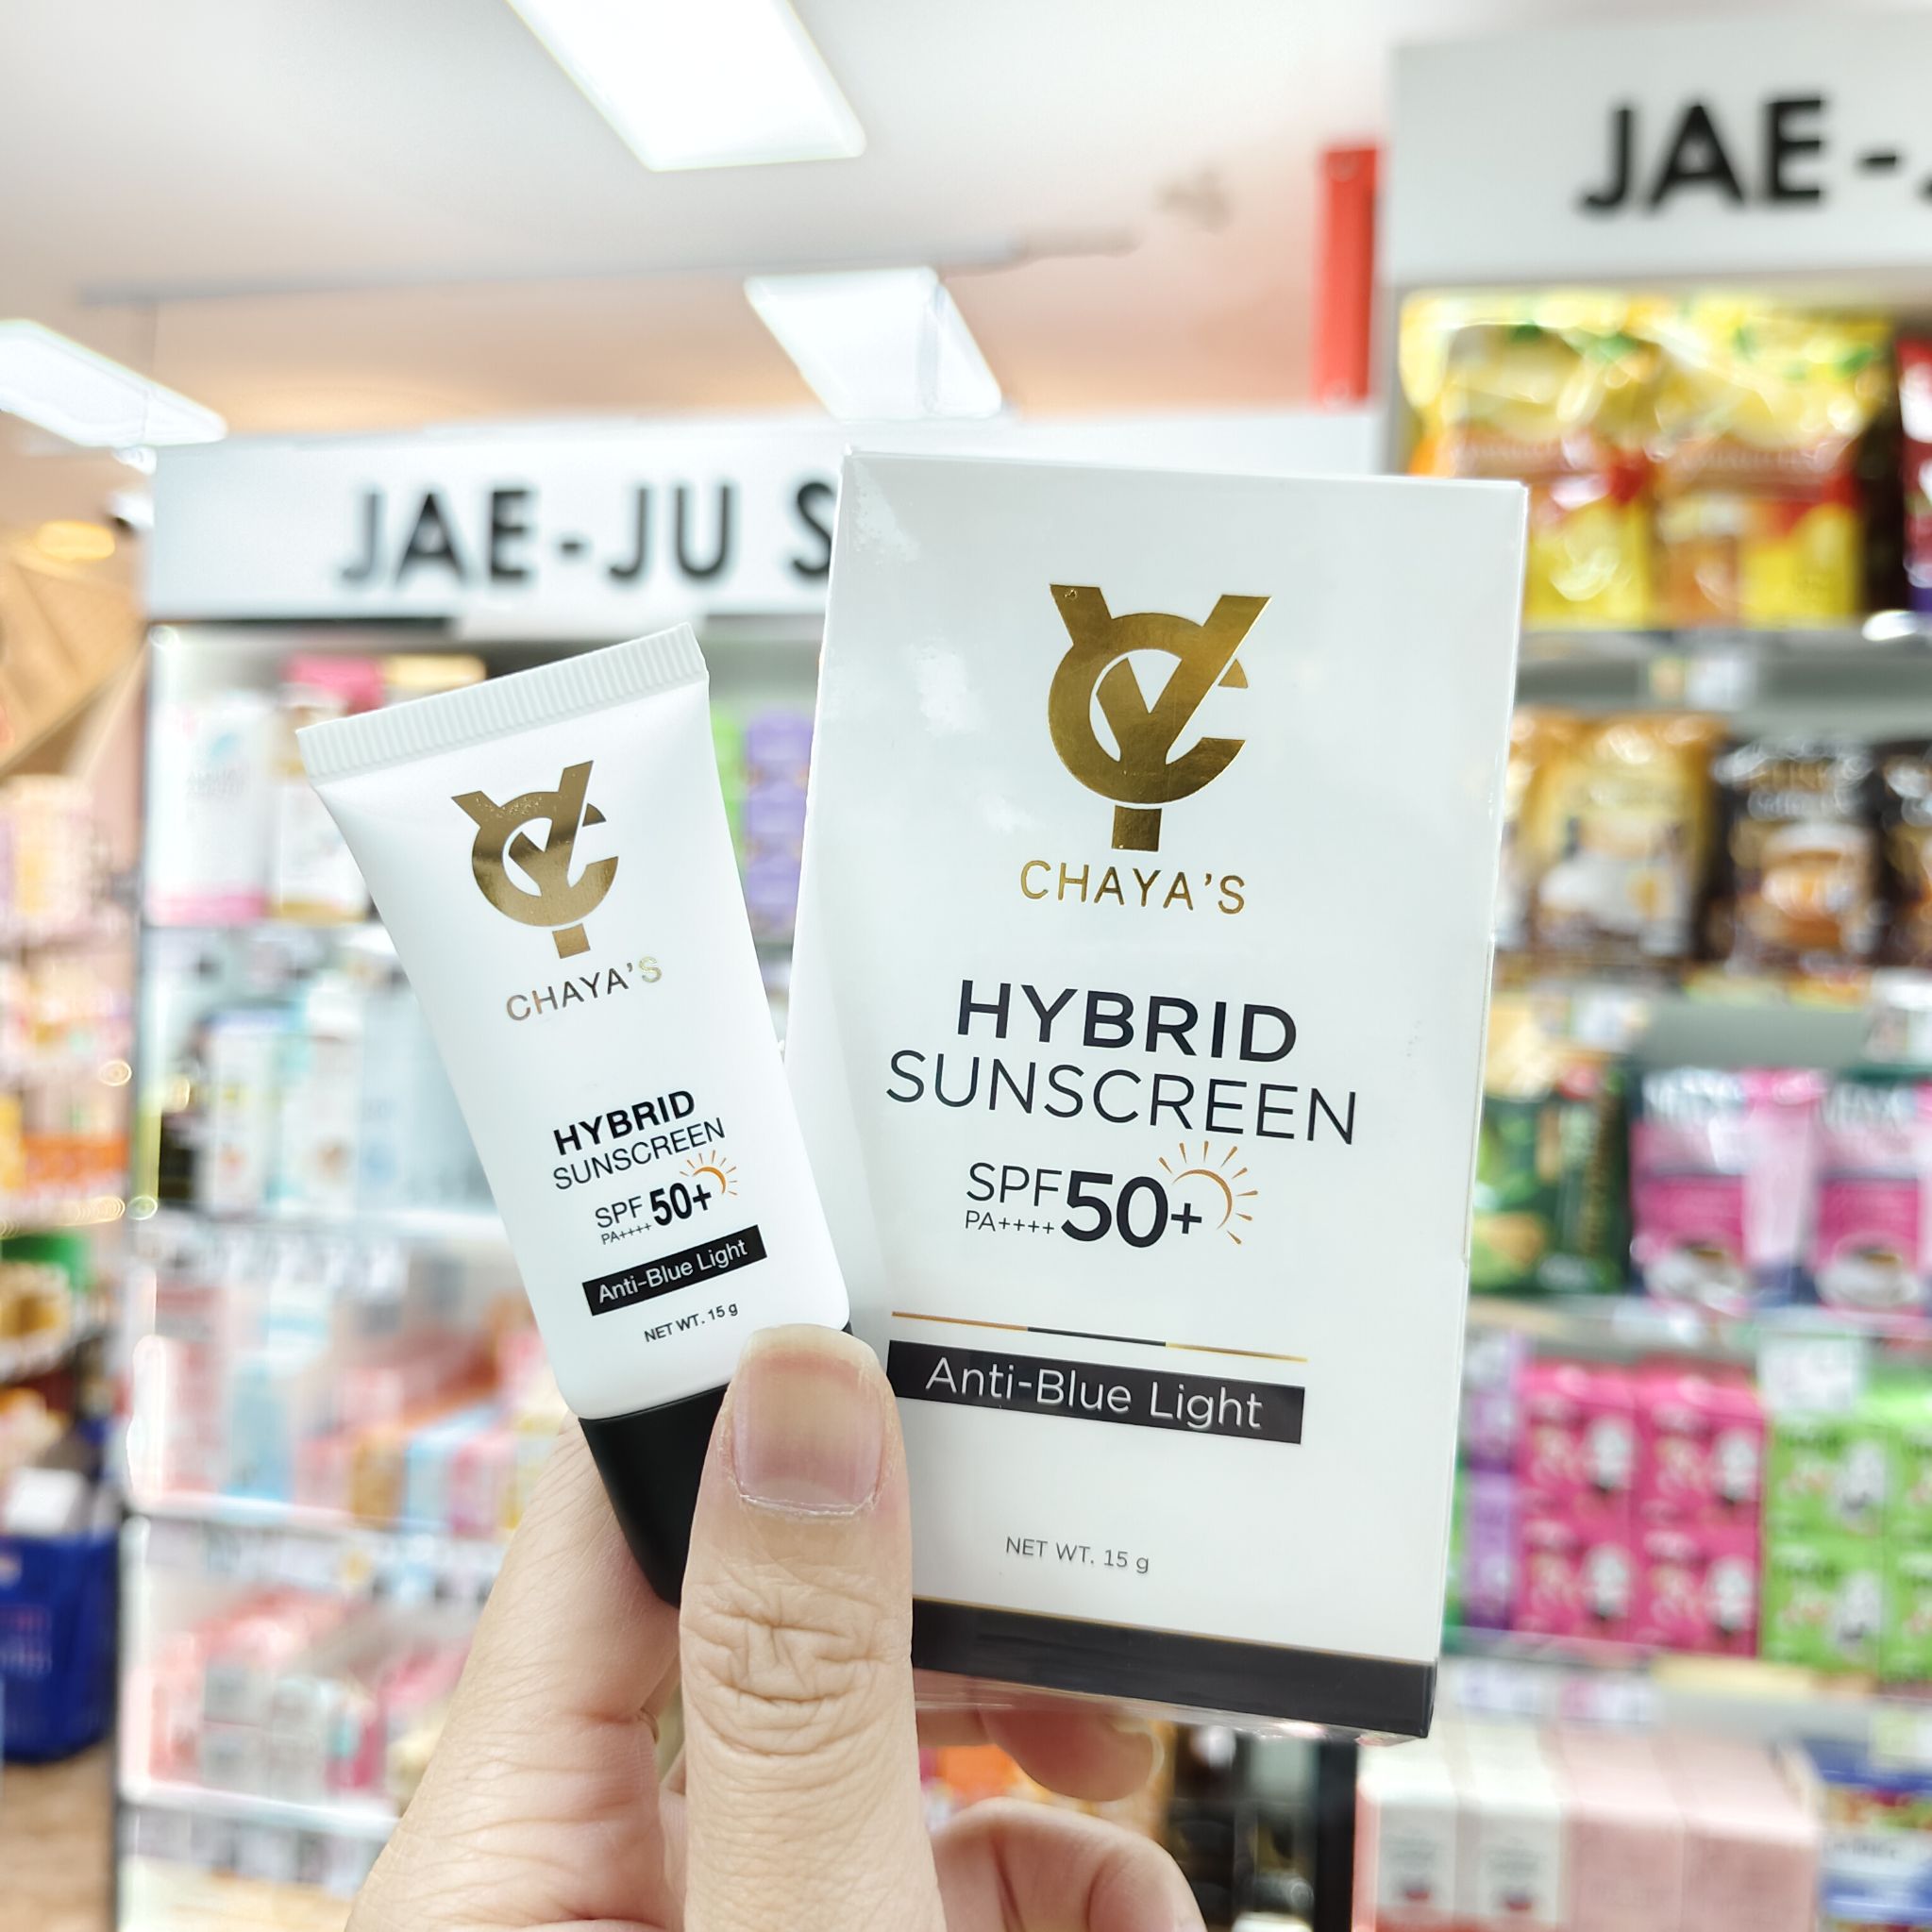 JAE-
JAE-JU S
CHAYA'S
HYBRID
SUNSCREEN
SPF 50+
PA++++
Anti-Blue Light
NET WT. 15 g
CHAYA'S
HYBRID
SUNSCREEN
SPF 50+
PA++++
Anti-Blue Light
NET WT. 15 g